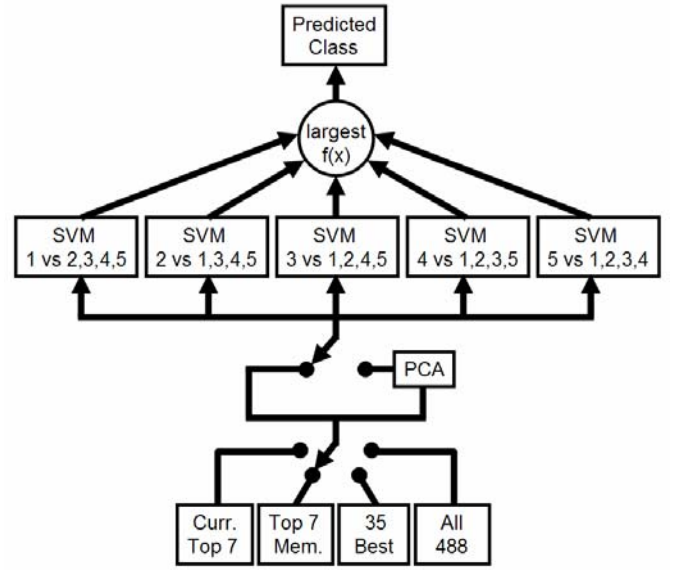 Predicted
Class
largest
f(x)
SVM
1 vs 2,3,4,5
SVM
2 vs 1,3,4,5
SVM
3 vs 1,2,4,5
SVM
4 vs 1,2,3,5
SVM
5 vs 1,2,3,4
PCA
Curr.
Top 7
Top 7
Mem.
35
Best
All
488